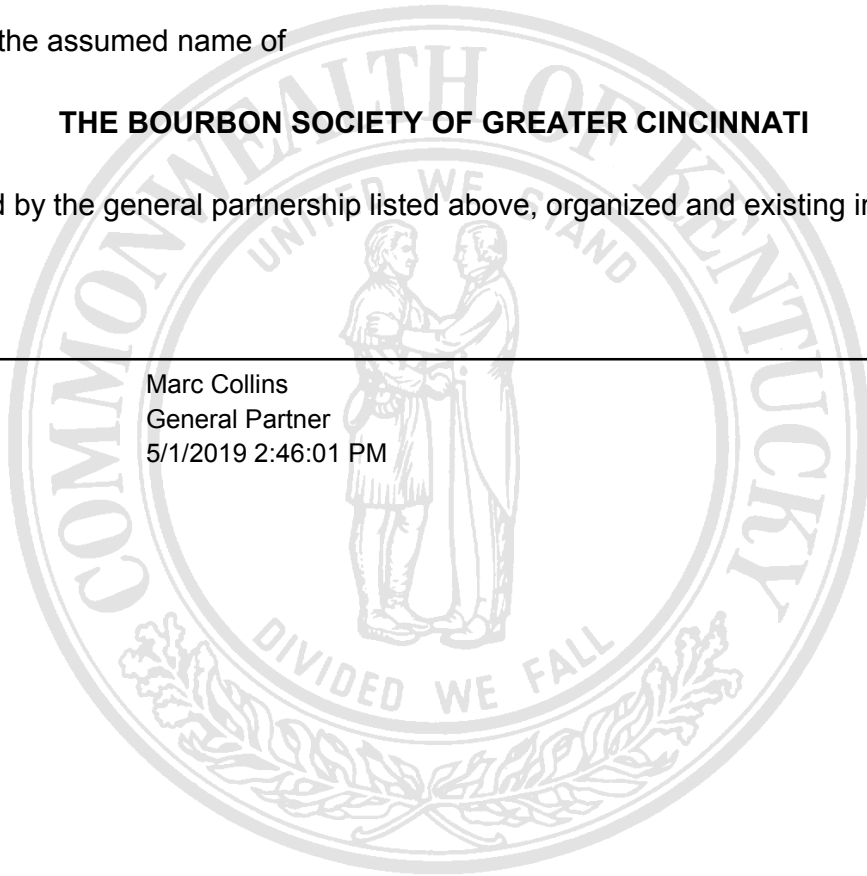 the assumed name of
THE BOURBON SOCIETY OF GREATER CINCINNATI
by the general partnership listed above, organized and existing
Marc Collins
General Partner
5/1/2019 2:46:01 PM
COMMONWEALTH OF KENTUCKY
UNITED WE STAND
DIVIDED WE FALL